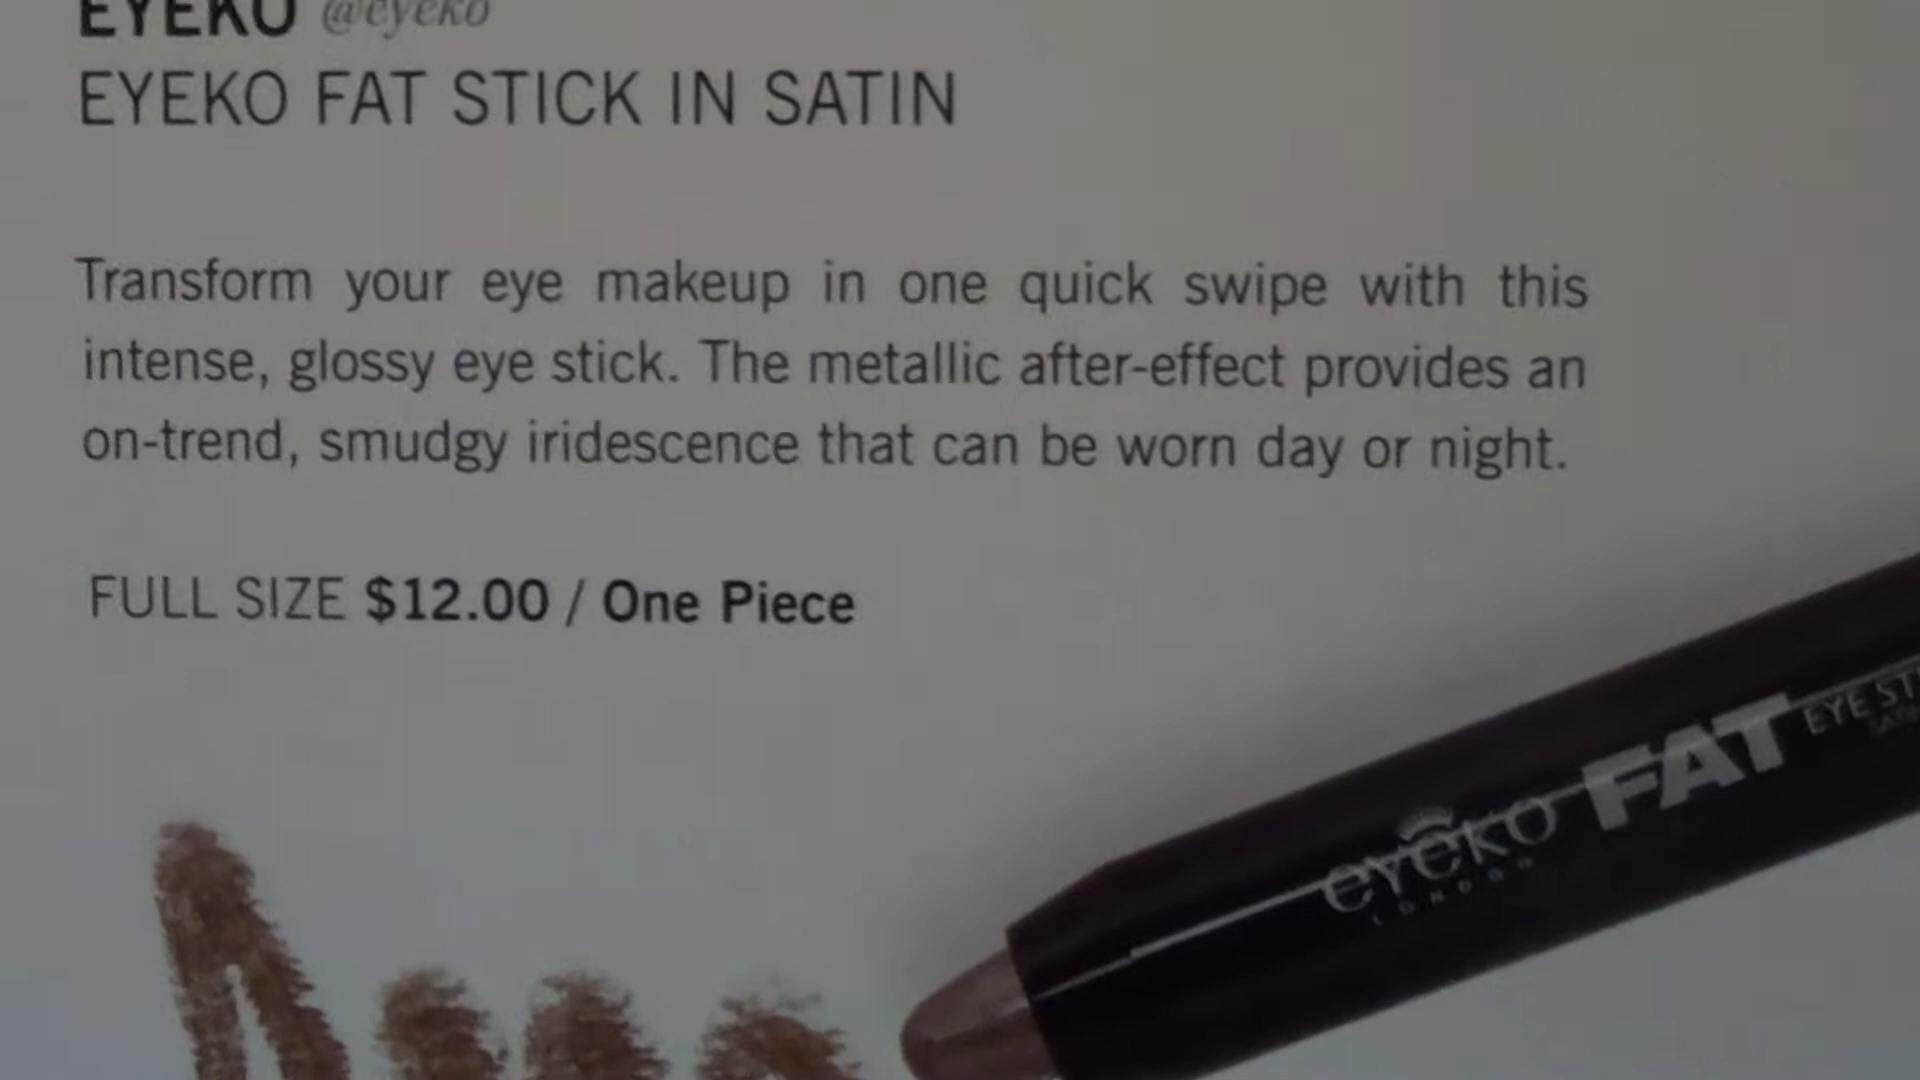 EYEKO @eyeko
EYEKO FAT STICK IN SATIN
Transform your eye makeup in one quick swipe with this
intense, glossy eye stick. The metallic after-effect provides an
on-trend, smudgy iridescence that can be worn day or night.
FULL SIZE $12.00 / One Piece
eyeko FAT EYE
LONDON